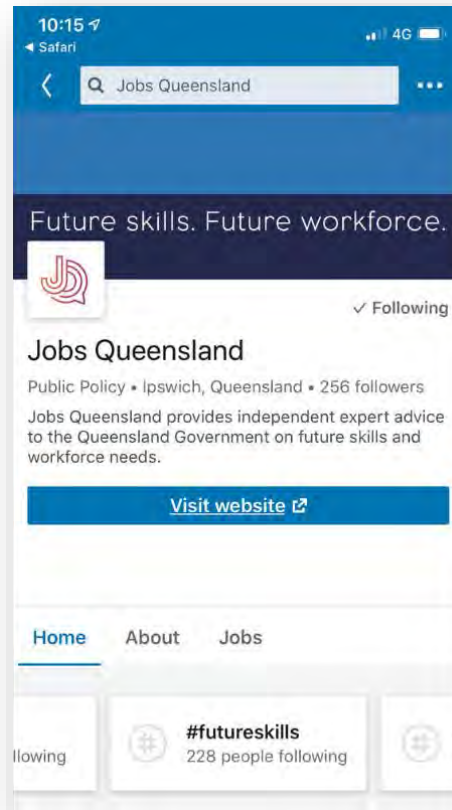 10:15
4G
◀ Safari
Jobs Queensland
Future skills. Future workforce.
✓ Following
Jobs Queensland
Public Policy • Ipswich, Queensland • 256 followers
Jobs Queensland provides independent expert advice
to the Queensland Government on future skills and
workforce needs.
Visit website
Home About Jobs
#futureskills
llowing
228 people following